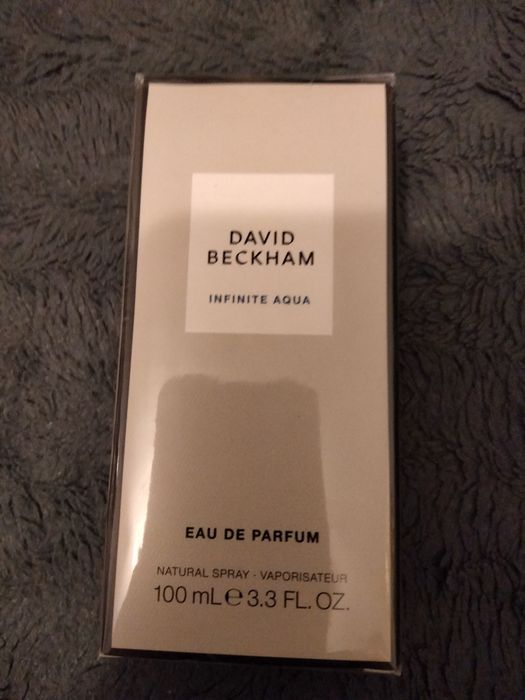 DAVID
BECKHAM
INFINITE AQUA
EAU DE PARFUM
NATURAL SPRAY · VAPORISATEUR
100 mL ℮ 3.3 FL. OZ.